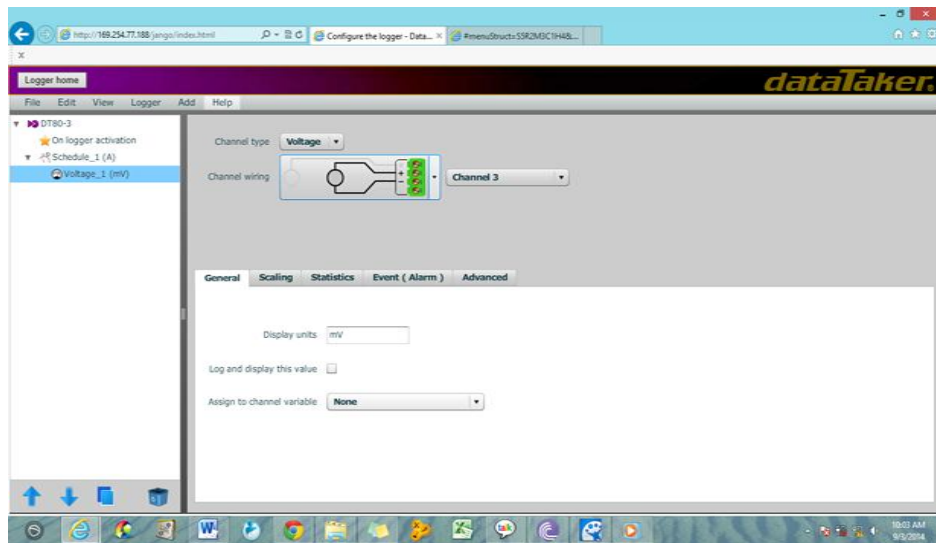 http://169.254.77.188/jango/index.html
Configure the logger - Data...
#menuStruct=S5R2M3C1H4&...
x
Logger home
dataTaker.
File Edit View Logger Add Help
DT80-3
On logger activation
Schedule_1 (A)
Voltage_1 (mV)
Channel type Voltage
Channel wiring Channel 3
General Scaling Statistics Event ( Alarm ) Advanced
Display units mV
Log and display this value
Assign to channel variable None
10:03 AM
9/3/2014